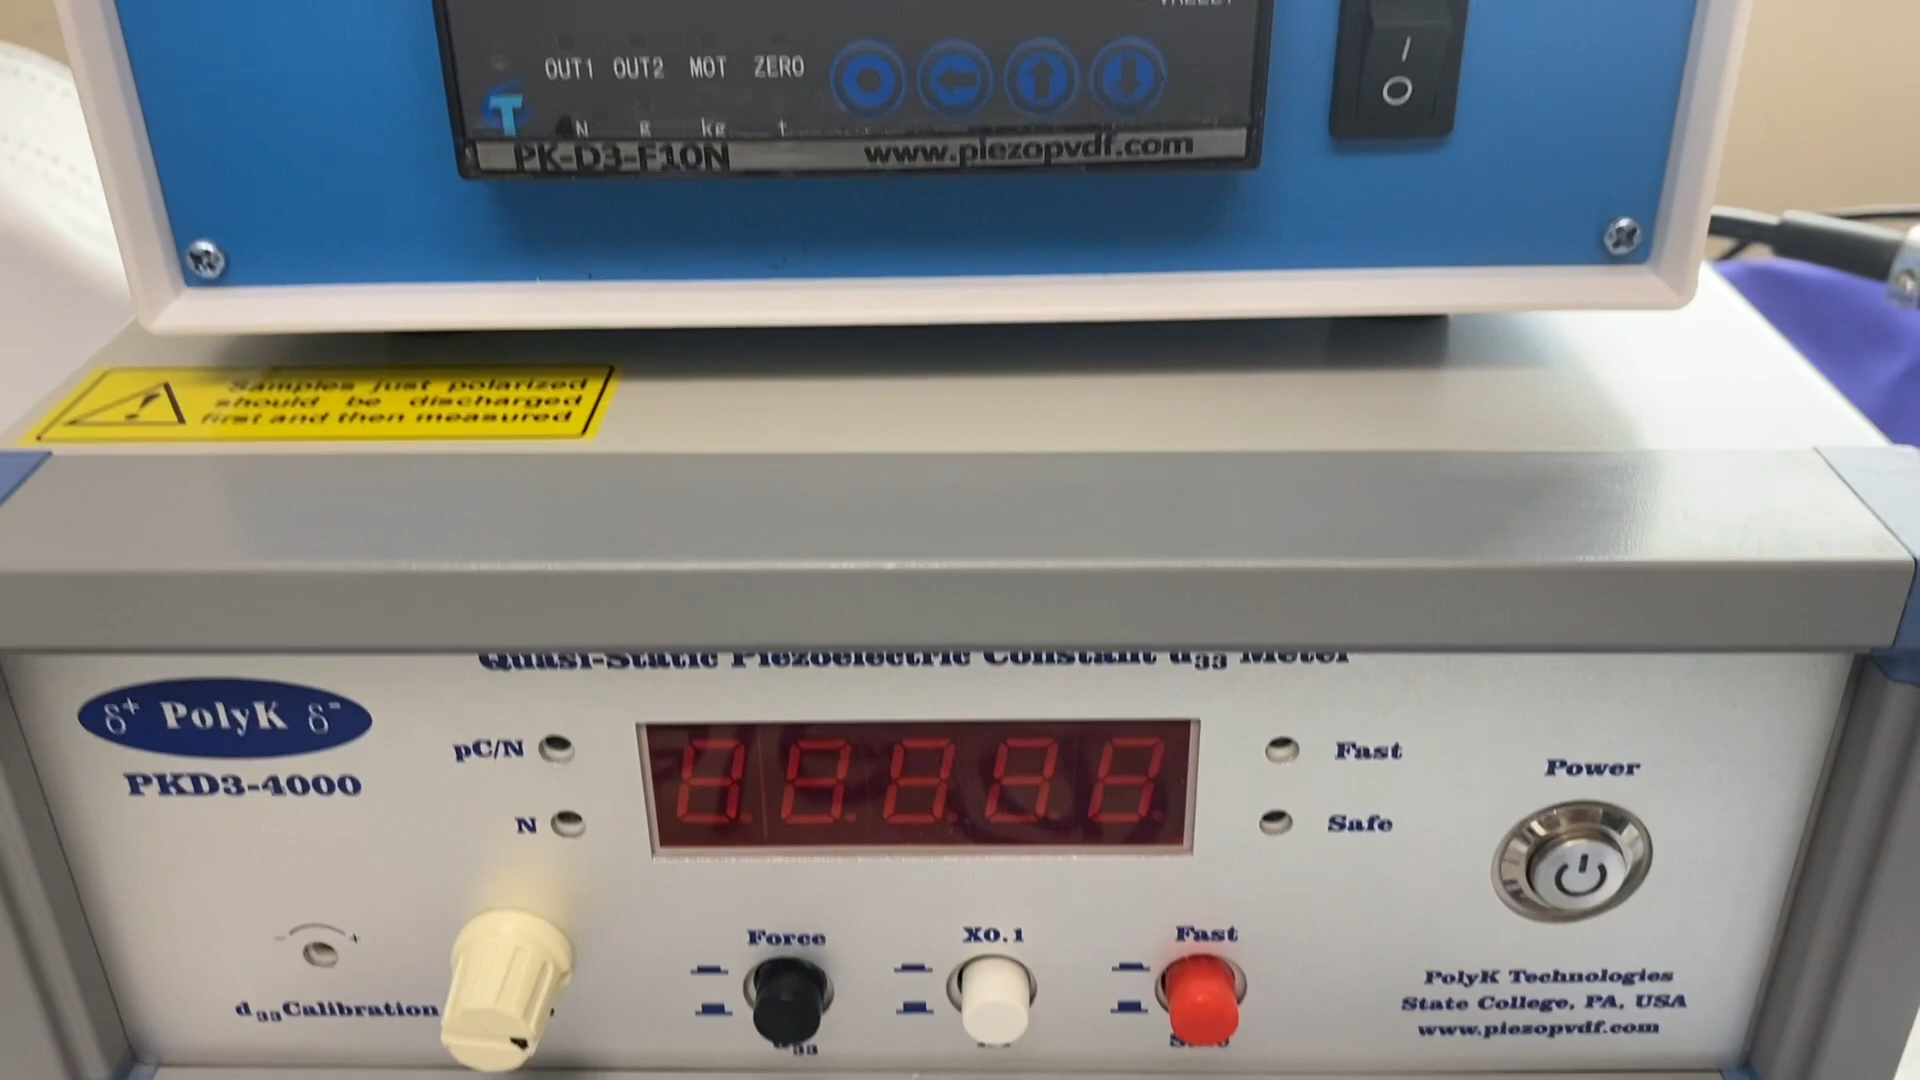 OUT1 OUT2 MOT ZERO
N g kg t
PK-D3-F10N www.piezopvdf.com
I
O
Samples just polarized
should be discharged
first and then measured
Quasi-Static Piezoelectric Constant d33 Meter
δ+ PolyK δ-
PKD3-4000
pC/N
N
Fast
Safe
Power
- +
d33Calibration
Force
d33
X0.1
Fast
Safe
PolyK Technologies
State College, PA, USA
www.piezopvdf.com